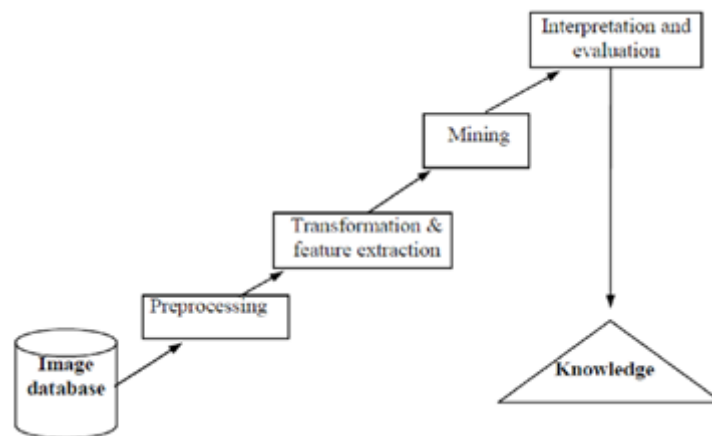 Interpretation and
evaluation
Mining
Transformation &
feature extraction
Preprocessing
Image
database
Knowledge